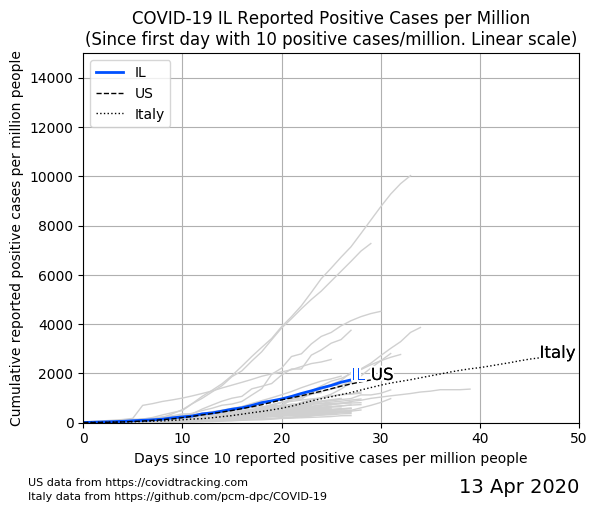 COVID-19 IL Reported Positive Cases per Million
(Since first day with 10 positive cases/million. Linear scale)
Cumulative reported positive cases per million people
14000
12000
10000
8000
6000
4000
2000
0
IL
US
Italy
IL US
Italy
0 10 20 30 40 50
Days since 10 reported positive cases per million people
US data from https://covidtracking.com
Italy data from https://github.com/pcm-dpc/COVID-19
13 Apr 2020